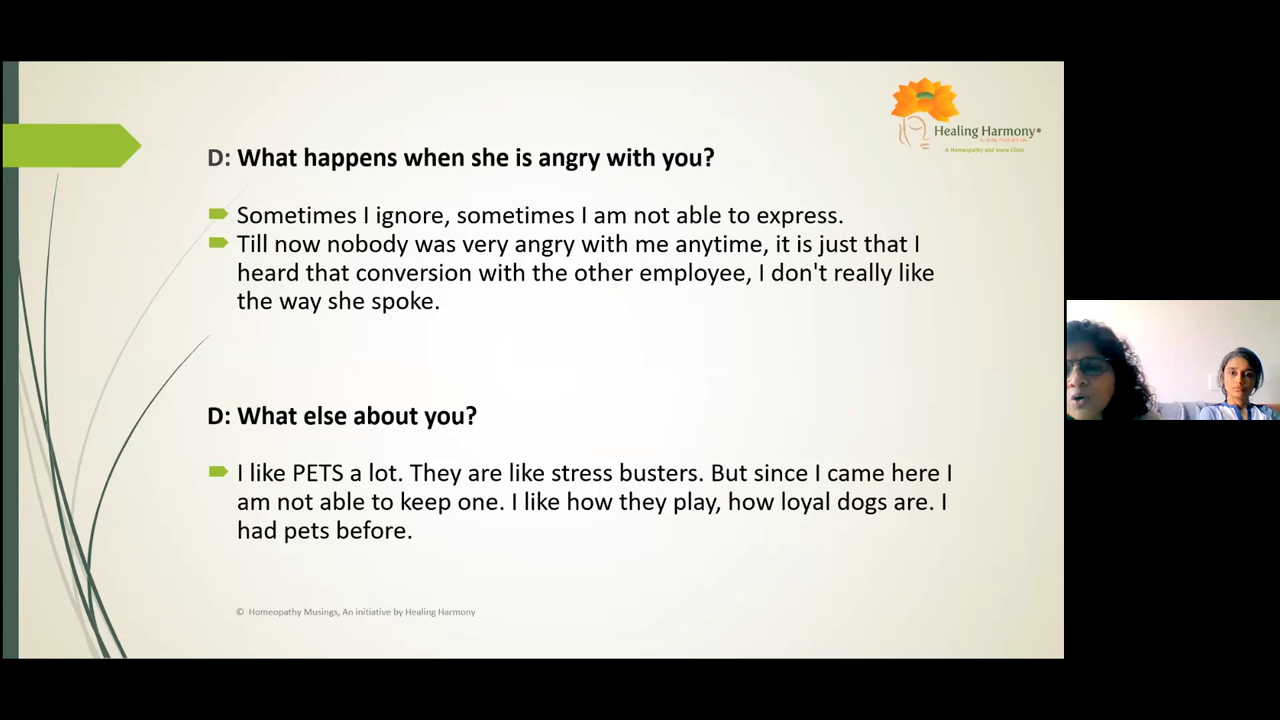 Healing Harmony®
A Homeopathy and more Clinic
D: What happens when she is angry with you?
Sometimes I ignore, sometimes I am not able to express.
Till now nobody was very angry with me anytime, it is just that I
heard that conversion with the other employee, I don't really like
the way she spoke.
D: What else about you?
I like PETS a lot. They are like stress busters. But since I came here I
am not able to keep one. I like how they play, how loyal dogs are. I
had pets before.
© Homeopathy Musings, An initiative by Healing Harmony